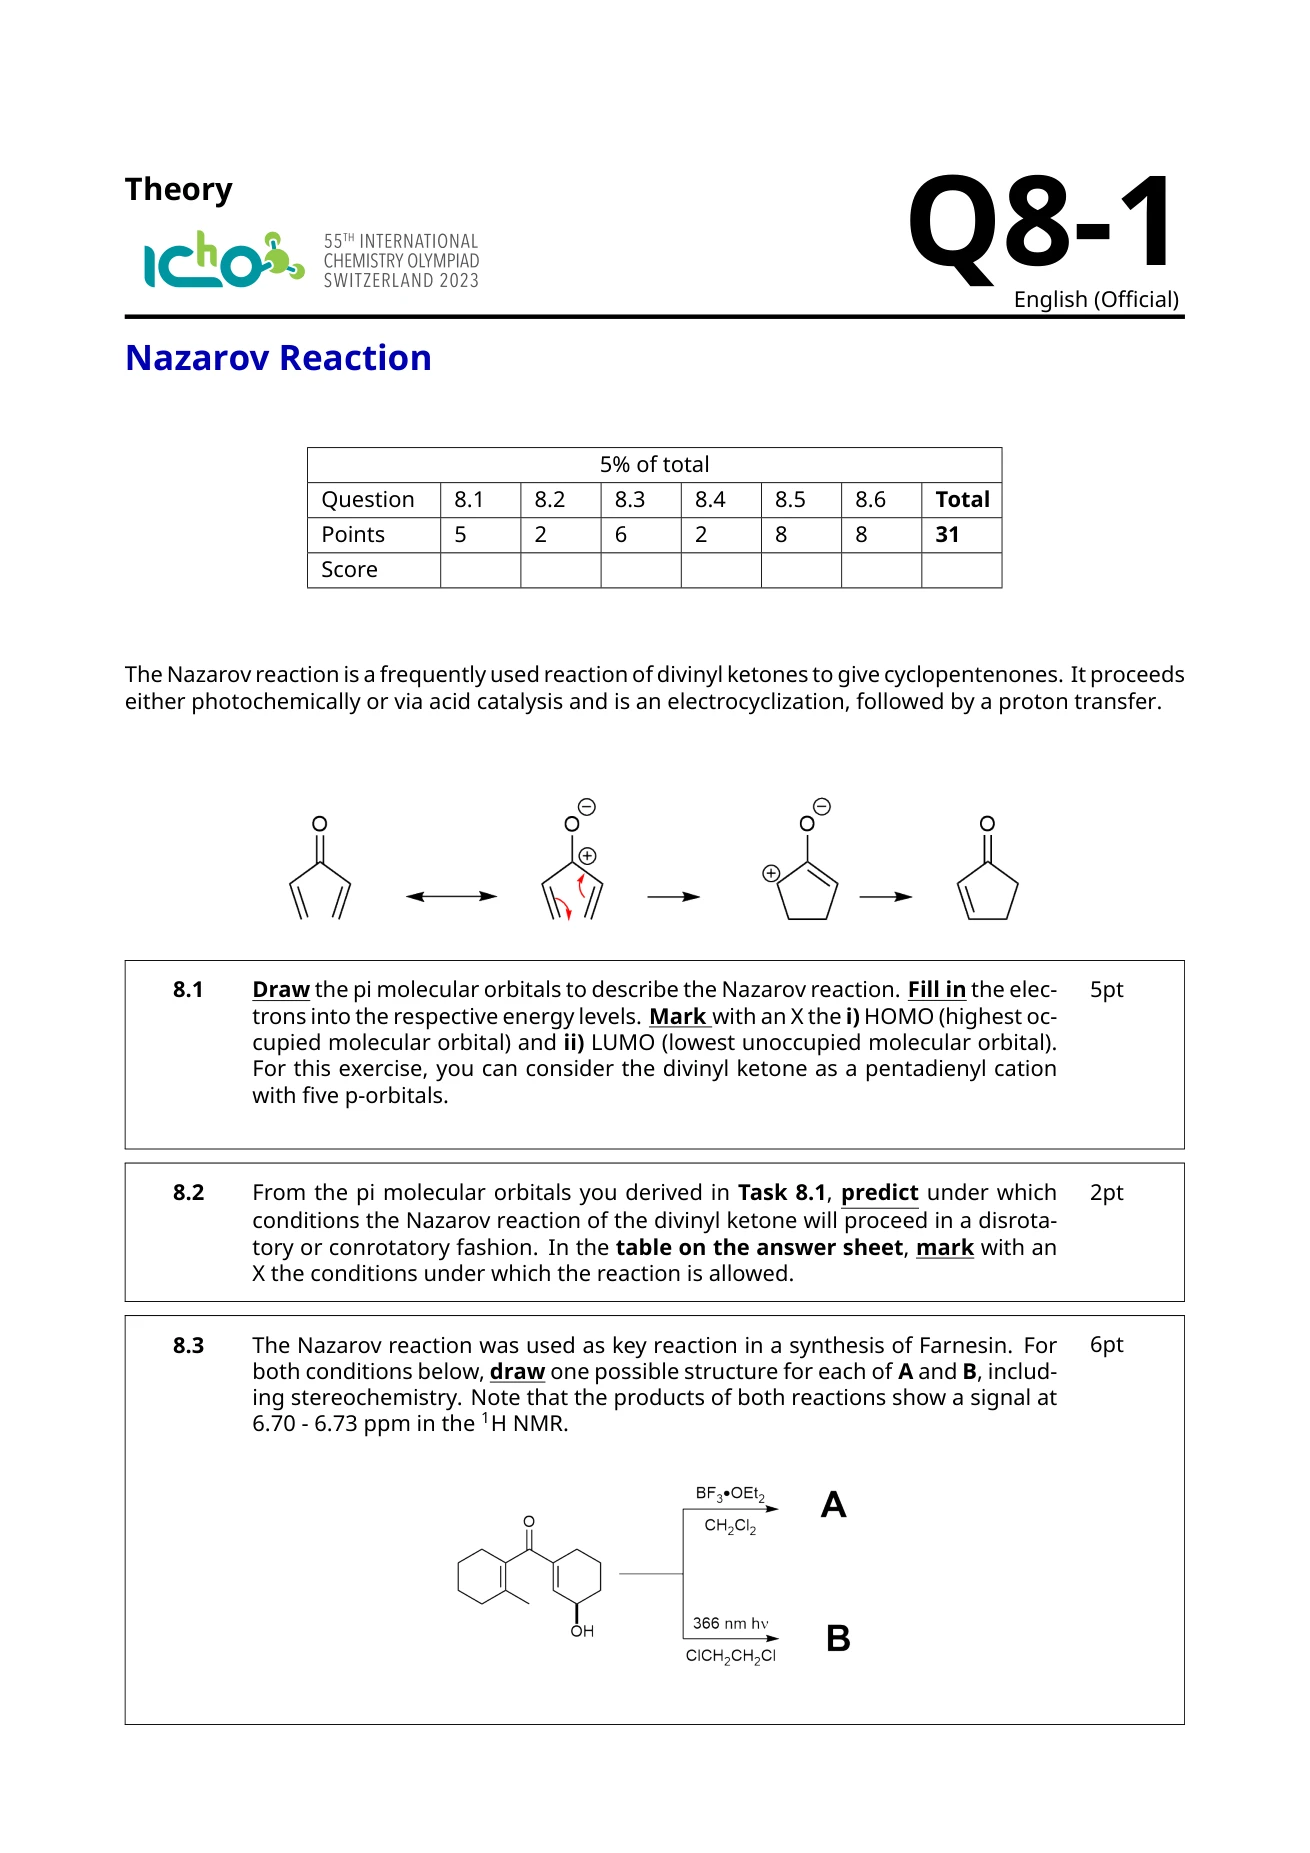 Theory
Q8-1
IChO
55TH INTERNATIONAL
CHEMISTRY OLYMPIAD
SWITZERLAND 2023
English (Official)
Nazarov Reaction
5% of total
Question 8.1 8.2 8.3 8.4 8.5 8.6 Total
Points 5 2 6 2 8 8 31
Score
The Nazarov reaction is a frequently used reaction of divinyl ketones to give cyclopentenones. It proceeds
either photochemically or via acid catalysis and is an electrocyclization, followed by a proton transfer.
O O ⊖ ⊕ ⊕ O ⊖ O
8.1 Draw the pi molecular orbitals to describe the Nazarov reaction. Fill in the elec- 5pt
trons into the respective energy levels. Mark with an X the i) HOMO (highest oc-
cupied molecular orbital) and ii) LUMO (lowest unoccupied molecular orbital).
For this exercise, you can consider the divinyl ketone as a pentadienyl cation
with five p-orbitals.
8.2 From the pi molecular orbitals you derived in Task 8.1, predict under which 2pt
conditions the Nazarov reaction of the divinyl ketone will proceed in a disrota-
tory or conrotatory fashion. In the table on the answer sheet, mark with an
X the conditions under which the reaction is allowed.
8.3 The Nazarov reaction was used as key reaction in a synthesis of Farnesin. For 6pt
both conditions below, draw one possible structure for each of A and B, includ-
ing stereochemistry. Note that the products of both reactions show a signal at
6.70 - 6.73 ppm in the 1H NMR.
BF3•OEt2
A
CH2Cl2
O
OH
366 nm hν
B
ClCH2CH2Cl